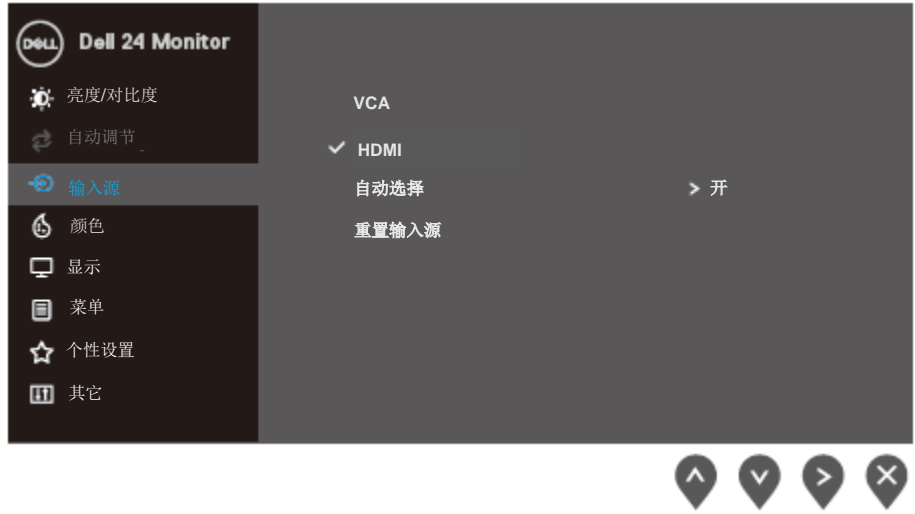 DELL
Dell 24 Monitor
亮度/对比度
自动调节
输入源
颜色
显示
菜单
个性设置
其它
VCA
HDMI
自动选择
开
重置输入源